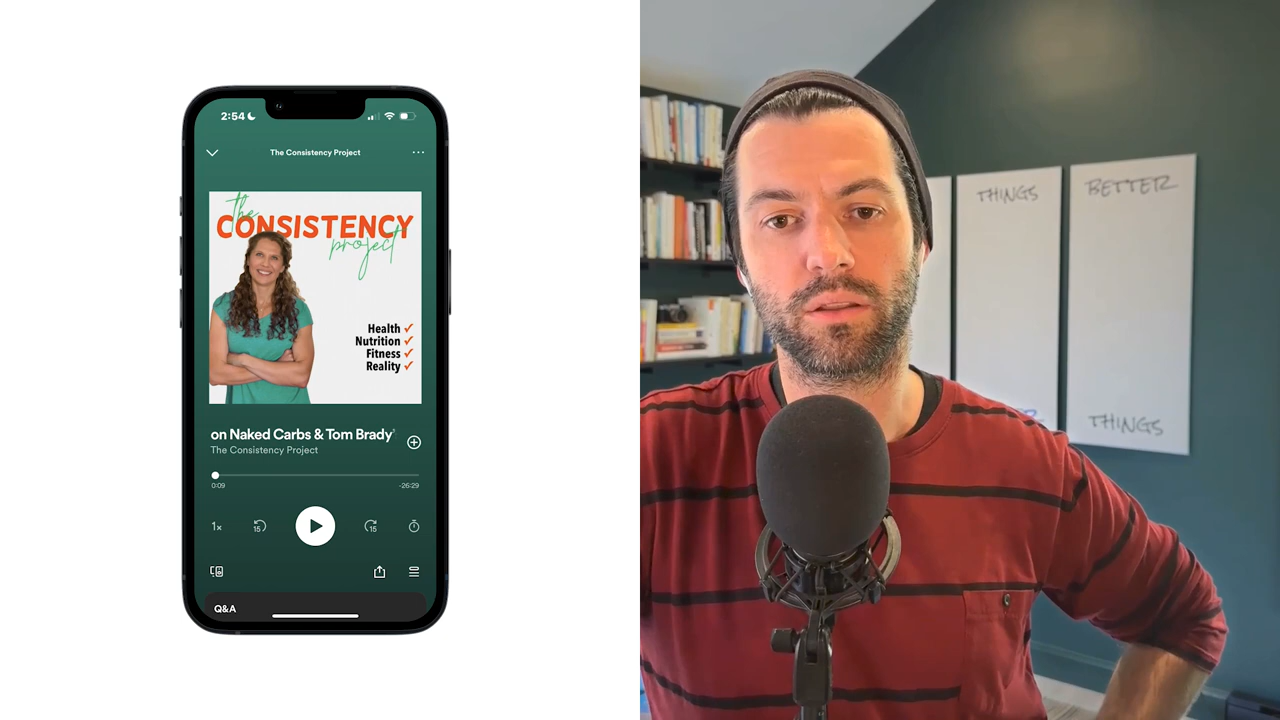 2:54
The Consistency Project
the
CONSISTENCY
project
Health ✓
Nutrition ✓
Fitness ✓
Reality ✓
on Naked Carbs & Tom Brady'
The Consistency Project
0:09
-26:29
1x
15
15
Q&A
THINGS
BETTER
THINGS